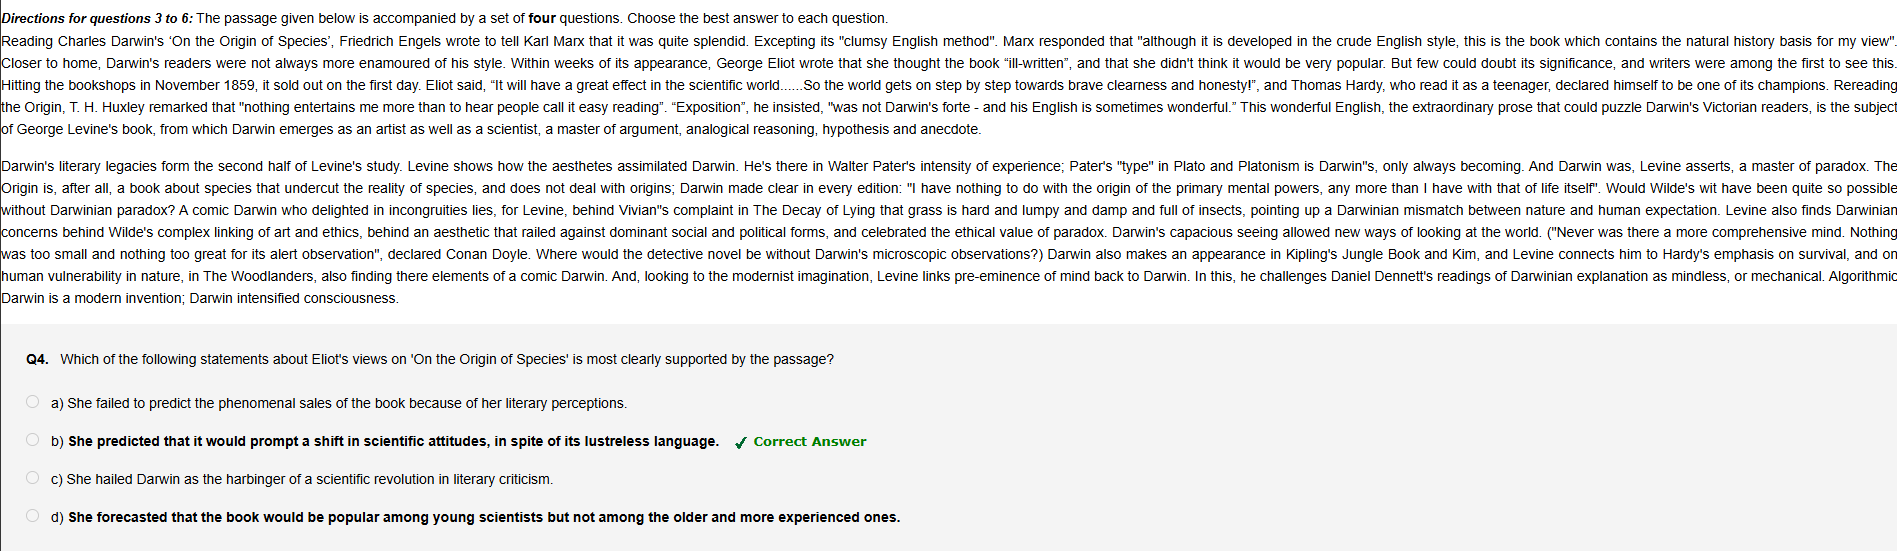 Directions for questions 3 to 6: The passage given below is accompanied by a set of four questions. Choose the best answer to each question.
Reading Charles Darwin's ‘On the Origin of Species’, Friedrich Engels wrote to tell Karl Marx that it was quite splendid. Excepting its "clumsy English method". Marx responded that "although it is developed in the crude English style, this is the book which contains the natural history basis for my view".
Closer to home, Darwin's readers were not always more enamoured of his style. Within weeks of its appearance, George Eliot wrote that she thought the book “ill-written”, and that she didn't think it would be very popular. But few could doubt its significance, and writers were among the first to see this.
Hitting the bookshops in November 1859, it sold out on the first day. Eliot said, “It will have a great effect in the scientific world......So the world gets on step by step towards brave clearness and honesty!”, and Thomas Hardy, who read it as a teenager, declared himself to be one of its champions. Rereading
the Origin, T. H. Huxley remarked that "nothing entertains me more than to hear people call it easy reading”. “Exposition”, he insisted, "was not Darwin's forte - and his English is sometimes wonderful.” This wonderful English, the extraordinary prose that could puzzle Darwin's Victorian readers, is the subject
of George Levine's book, from which Darwin emerges as an artist as well as a scientist, a master of argument, analogical reasoning, hypothesis and anecdote.
Darwin's literary legacies form the second half of Levine's study. Levine shows how the aesthetes assimilated Darwin. He's there in Walter Pater's intensity of experience; Pater's "type" in Plato and Platonism is Darwin"s, only always becoming. And Darwin was, Levine asserts, a master of paradox. The
Origin is, after all, a book about species that undercut the reality of species, and does not deal with origins; Darwin made clear in every edition: "I have nothing to do with the origin of the primary mental powers, any more than I have with that of life itself". Would Wilde's wit have been quite so possible
without Darwinian paradox? A comic Darwin who delighted in incongruities lies, for Levine, behind Vivian"s complaint in The Decay of Lying that grass is hard and lumpy and damp and full of insects, pointing up a Darwinian mismatch between nature and human expectation. Levine also finds Darwinian
concerns behind Wilde's complex linking of art and ethics, behind an aesthetic that railed against dominant social and political forms, and celebrated the ethical value of paradox. Darwin's capacious seeing allowed new ways of looking at the world. ("Never was there a more comprehensive mind. Nothing
was too small and nothing too great for its alert observation", declared Conan Doyle. Where would the detective novel be without Darwin's microscopic observations?) Darwin also makes an appearance in Kipling's Jungle Book and Kim, and Levine connects him to Hardy's emphasis on survival, and on
human vulnerability in nature, in The Woodlanders, also finding there elements of a comic Darwin. And, looking to the modernist imagination, Levine links pre-eminence of mind back to Darwin. In this, he challenges Daniel Dennett's readings of Darwinian explanation as mindless, or mechanical. Algorithmic
Darwin is a modern invention; Darwin intensified consciousness.
Q4. Which of the following statements about Eliot's views on 'On the Origin of Species' is most clearly supported by the passage?
a) She failed to predict the phenomenal sales of the book because of her literary perceptions.
b) She predicted that it would prompt a shift in scientific attitudes, in spite of its lustreless language. ✓ Correct Answer
c) She hailed Darwin as the harbinger of a scientific revolution in literary criticism.
d) She forecasted that the book would be popular among young scientists but not among the older and more experienced ones.